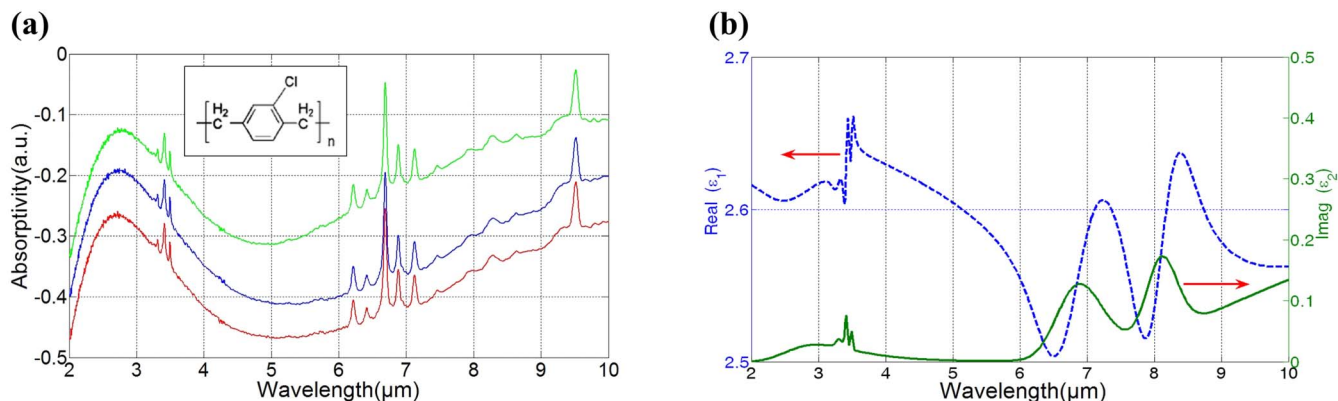 (a)
Absorptivity(a.u.)
0
-0.1
-0.2
-0.3
-0.4
-0.5
Cl
H₂
C
H₂
C
n
2 3 4 5 6 7 8 9 10
Wavelength(μm)
(b)
Real (ε₁)
2.7
2.6
2.5
0.5
0.4
0.3
0.2
0.1
0
Imag (ε₂)
2 3 4 5 6 7 8 9 10
Wavelength(μm)